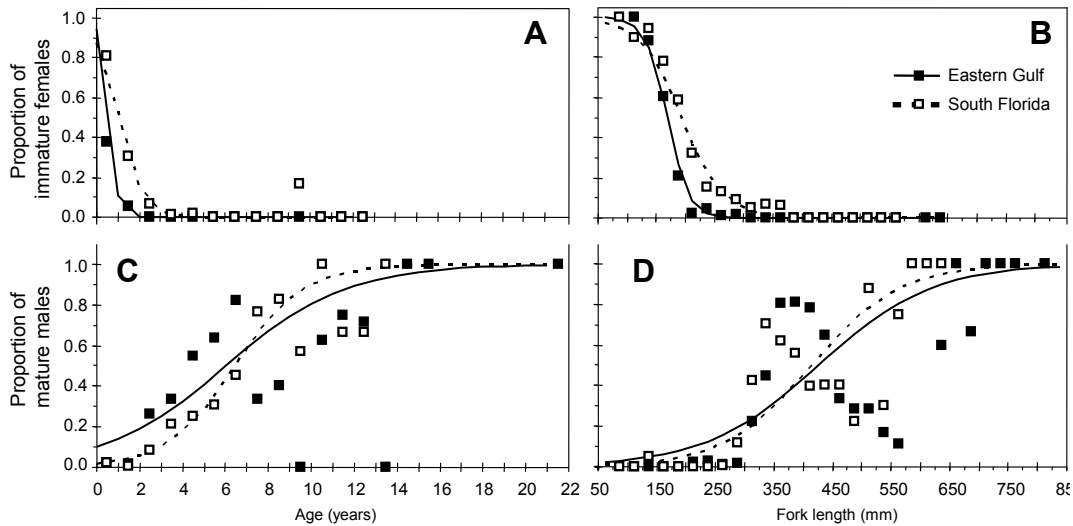 Proportion of
immature females
1.0
0.8
0.6
0.4
0.2
0.0
A
B
Eastern Gulf
South Florida
Proportion of
mature males
1.0
0.8
0.6
0.4
0.2
0.0
C
D
0 2 4 6 8 10 12 14 16 18 20 22
Age (years)
50 150 250 350 450 550 650 750 85
Fork length (mm)